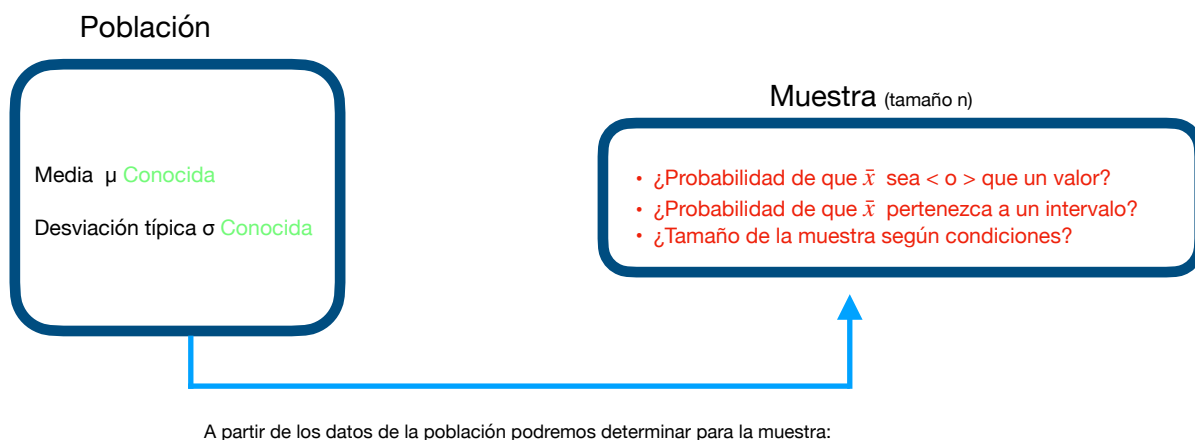 Población
Media μ Conocida
Desviación típica σ Conocida
Muestra (tamaño n)
• ¿Probabilidad de que x̄ sea < o > que un valor?
• ¿Probabilidad de que x̄ pertenezca a un intervalo?
• ¿Tamaño de la muestra según condiciones?
A partir de los datos de la población podremos determinar para la muestra: